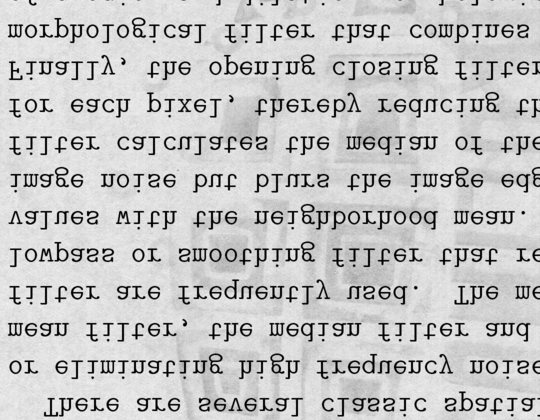 There are several classic spatial
or eliminating high frequency noise
mean filter, the median filter and
filter are frequently used. The me
lowpass or smoothing filter that re
values with the neighborhood mean.
image noise but blurs the image edg
filter calculates the median of the
for each pixel, thereby reducing th
Finally, the opening closing filter
morphological filter that combines